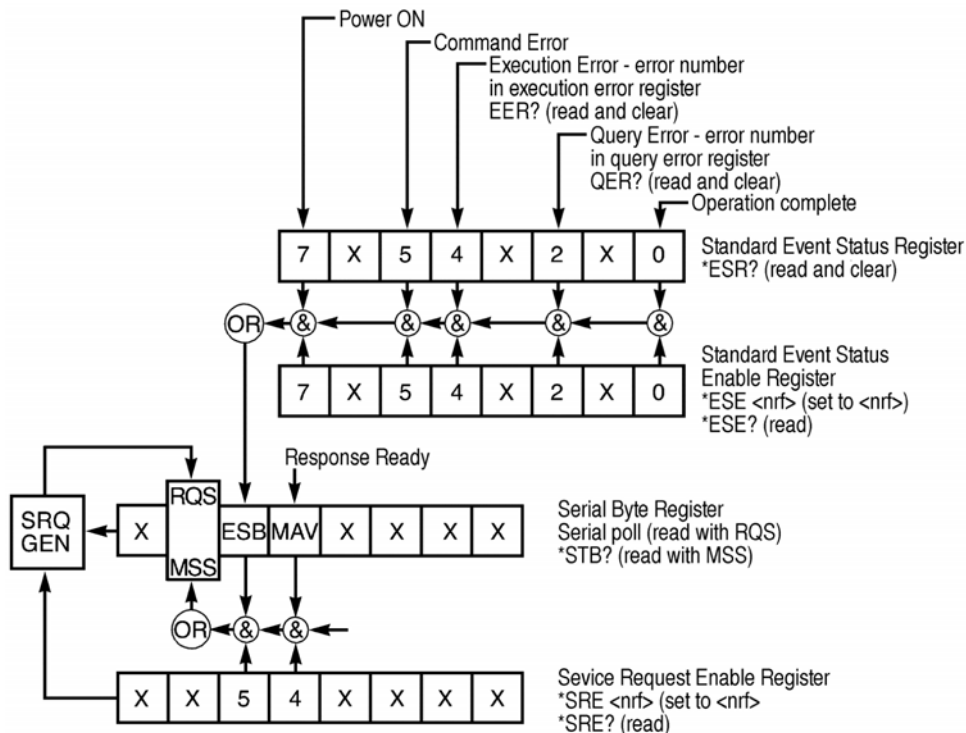 Power ON
Command Error
Execution Error - error number
in execution error register
EER? (read and clear)
Query Error - error number
in query error register
QER? (read and clear)
Operation complete
7 X 5 4 X 2 X 0
Standard Event Status Register
*ESR? (read and clear)
OR & & & & &
7 X 5 4 X 2 X 0
Standard Event Status
Enable Register
*ESE <nrf> (set to <nrf>)
*ESE? (read)
Response Ready
SRQ
GEN
X RQS MSS ESB MAV X X X X
Serial Byte Register
Serial poll (read with RQS)
*STB? (read with MSS)
OR & &
X X 5 4 X X X X
Sevice Request Enable Register
*SRE <nrf> (set to <nrf>
*SRE? (read)